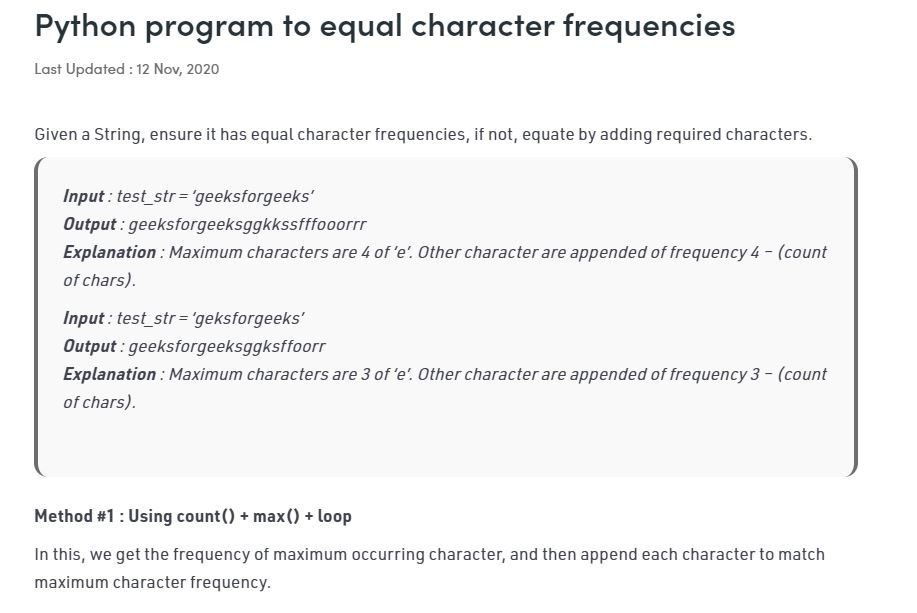 Python program to equal character frequencies
Last Updated : 12 Nov, 2020
Given a String, ensure it has equal character frequencies, if not, equate by adding required characters.
Input : test_str = ‘geeksforgeeks’
Output : geeksforgeeksggkkssfffooorrr
Explanation : Maximum characters are 4 of ‘e’. Other character are appended of frequency 4 – (count
of chars).
Input : test_str = ‘geksforgeeks’
Output : geeksforgeeksggksffoorr
Explanation : Maximum characters are 3 of ‘e’. Other character are appended of frequency 3 – (count
of chars).
Method #1 : Using count() + max() + loop
In this, we get the frequency of maximum occurring character, and then append each character to match
maximum character frequency.